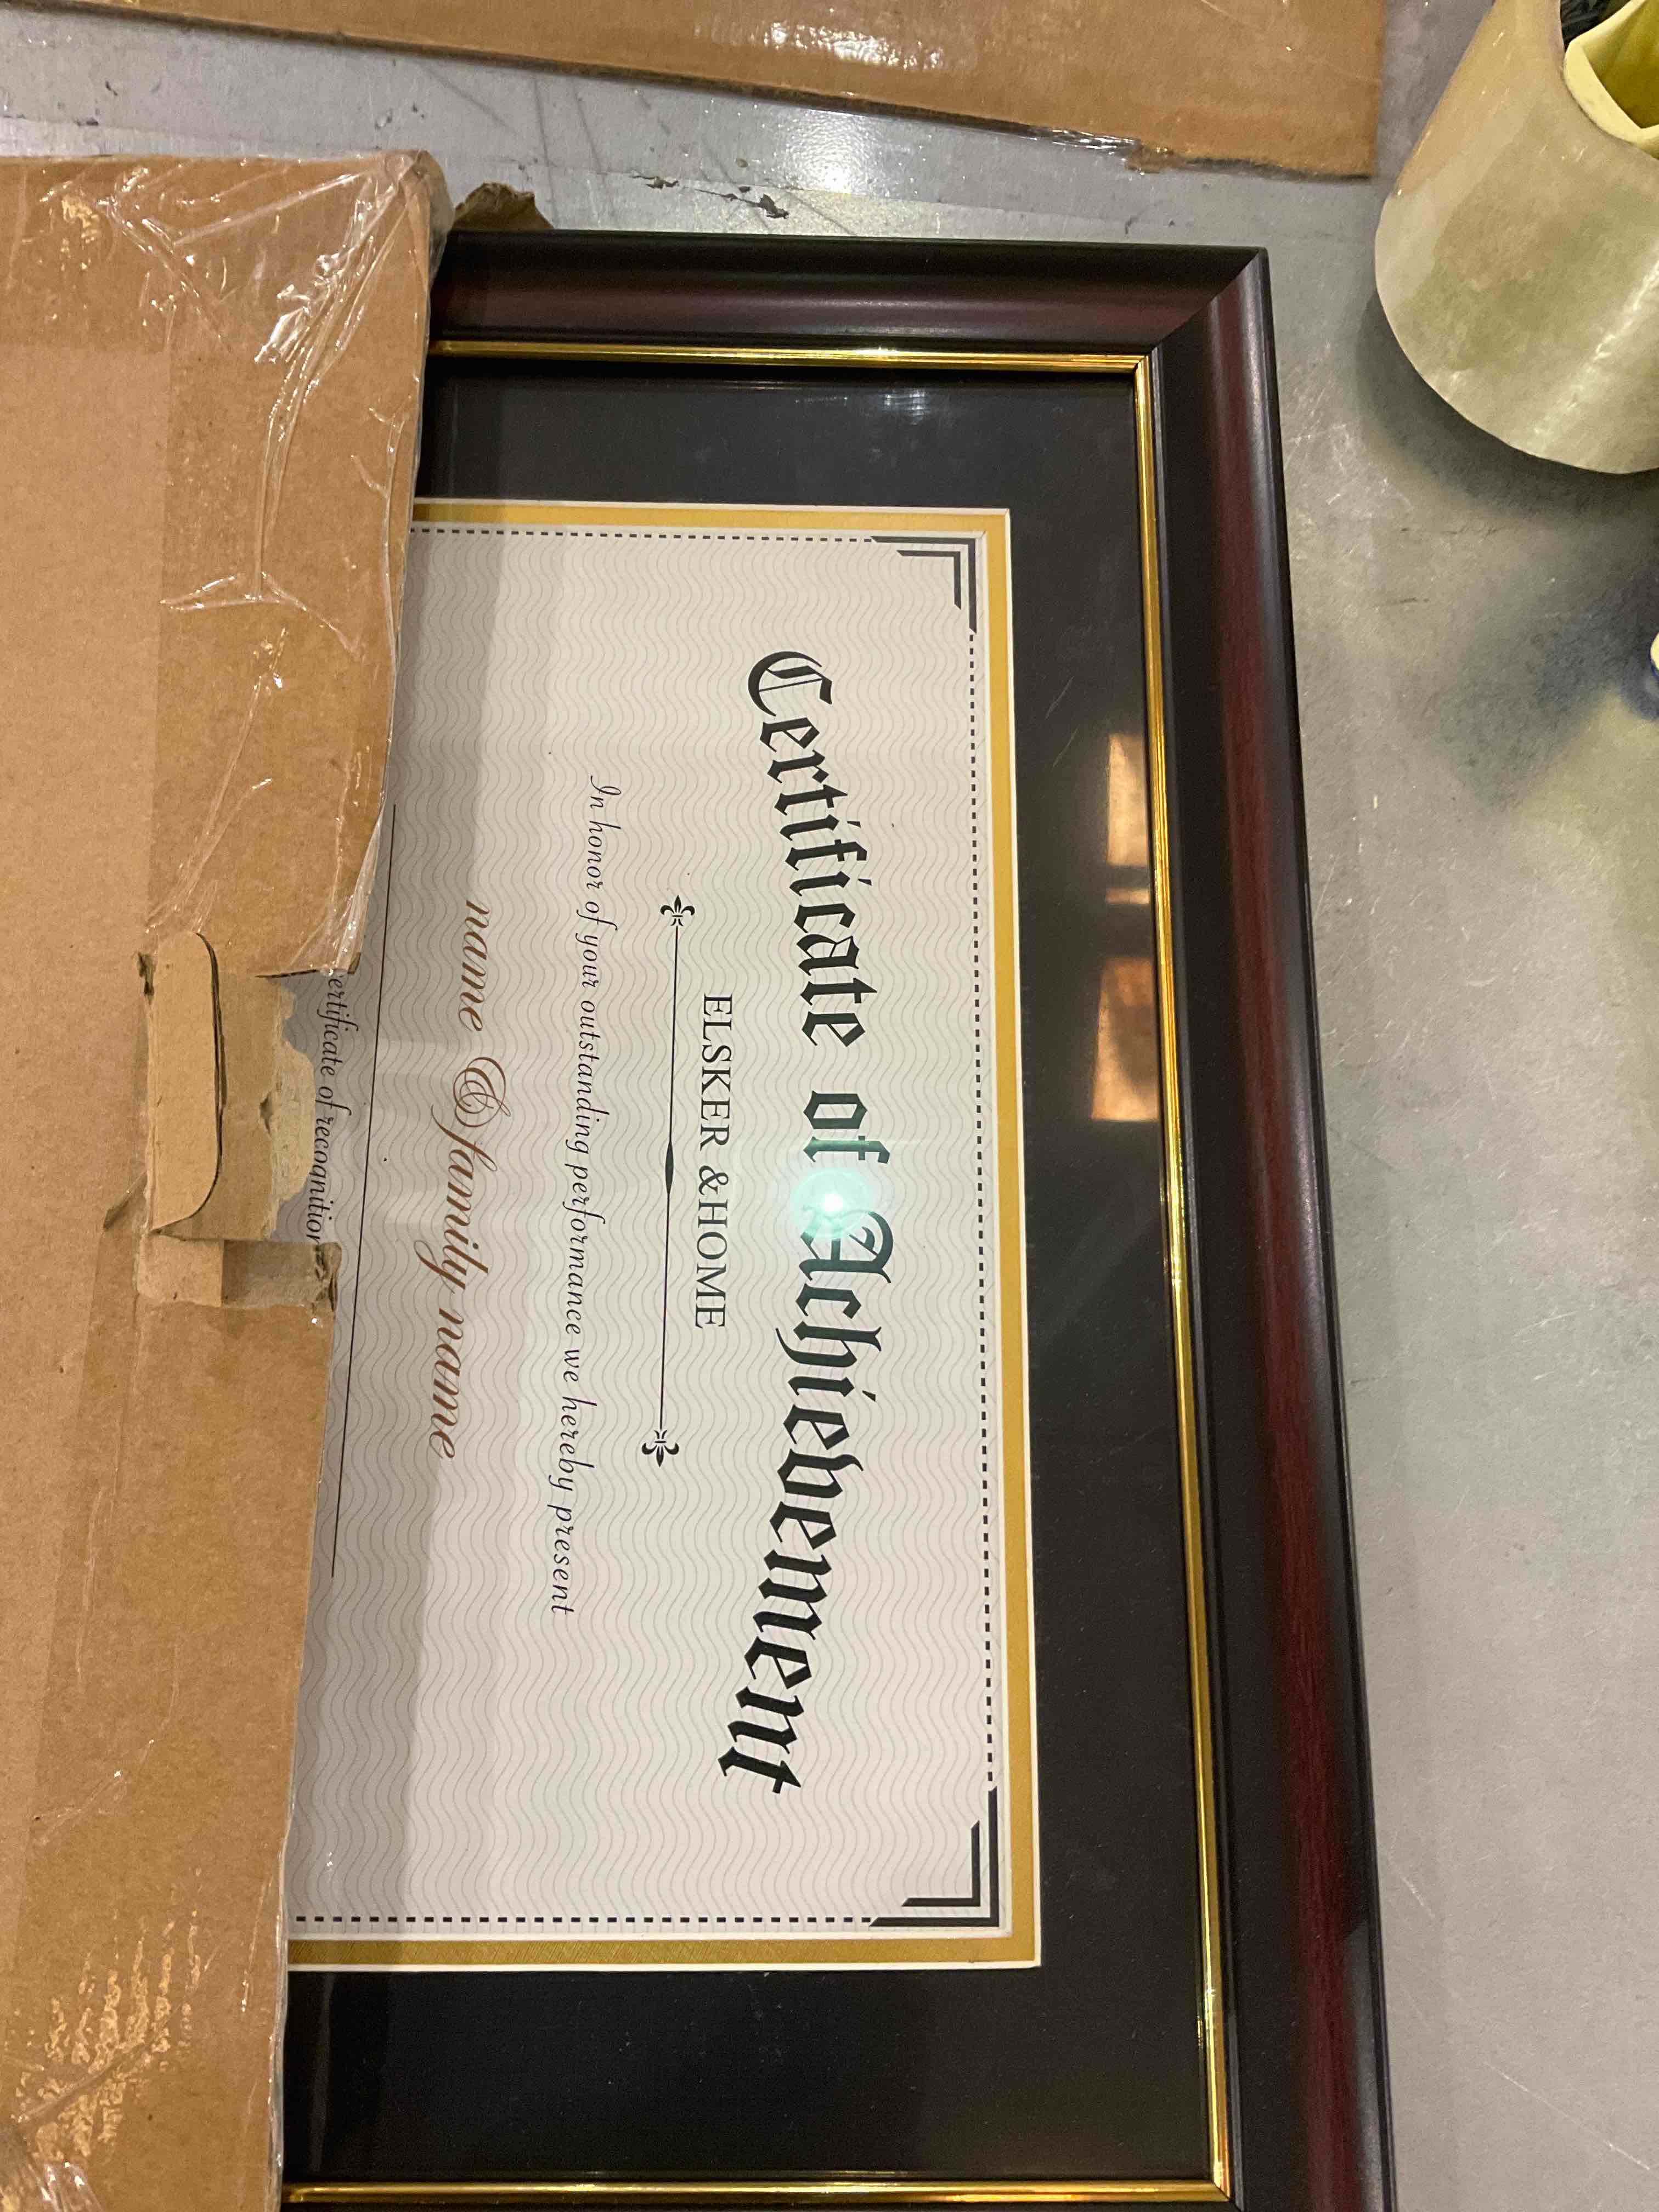 Certificate of Achievement
ELSKER &HOME
In honor of your outstanding performance we hereby present
name & family name
ertificate of recognition